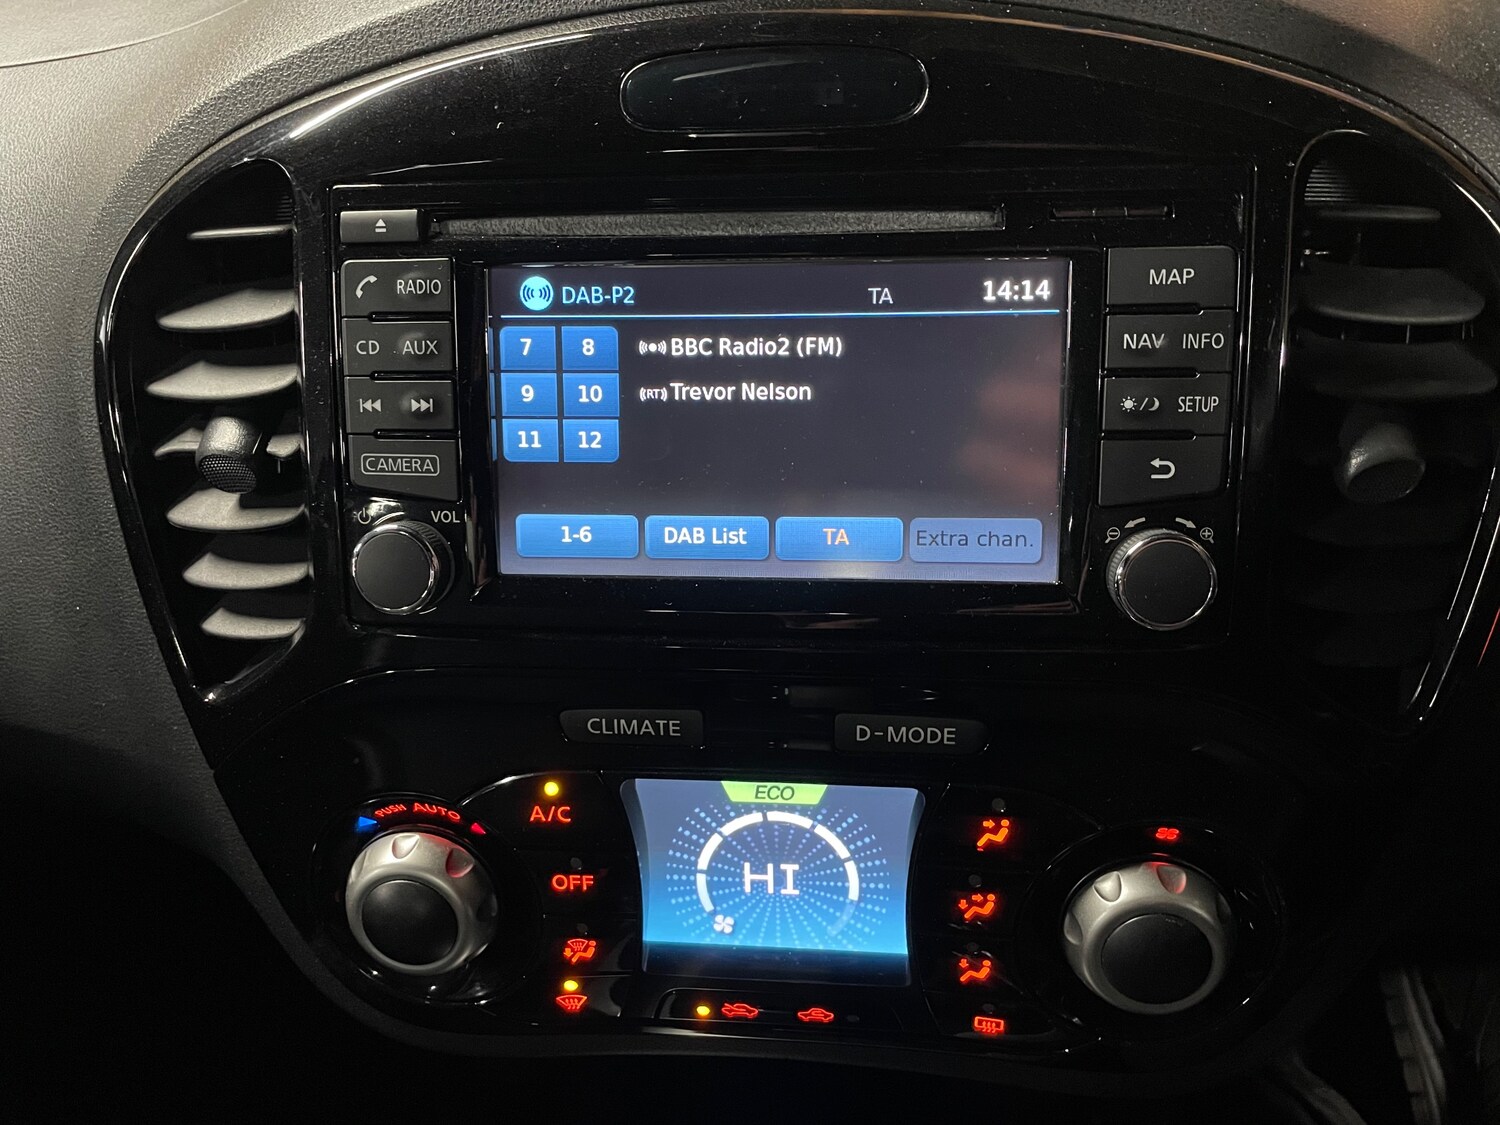 RADIO
CD AUX
CAMERA
VOL
DAB-P2 TA 14:14
7 8 BBC Radio2 (FM)
9 10 (RT) Trevor Nelson
11 12
1-6 DAB List TA Extra chan.
MAP
NAV INFO
SETUP
CLIMATE D-MODE
PUSH AUTO
A/C
OFF
ECO
HI